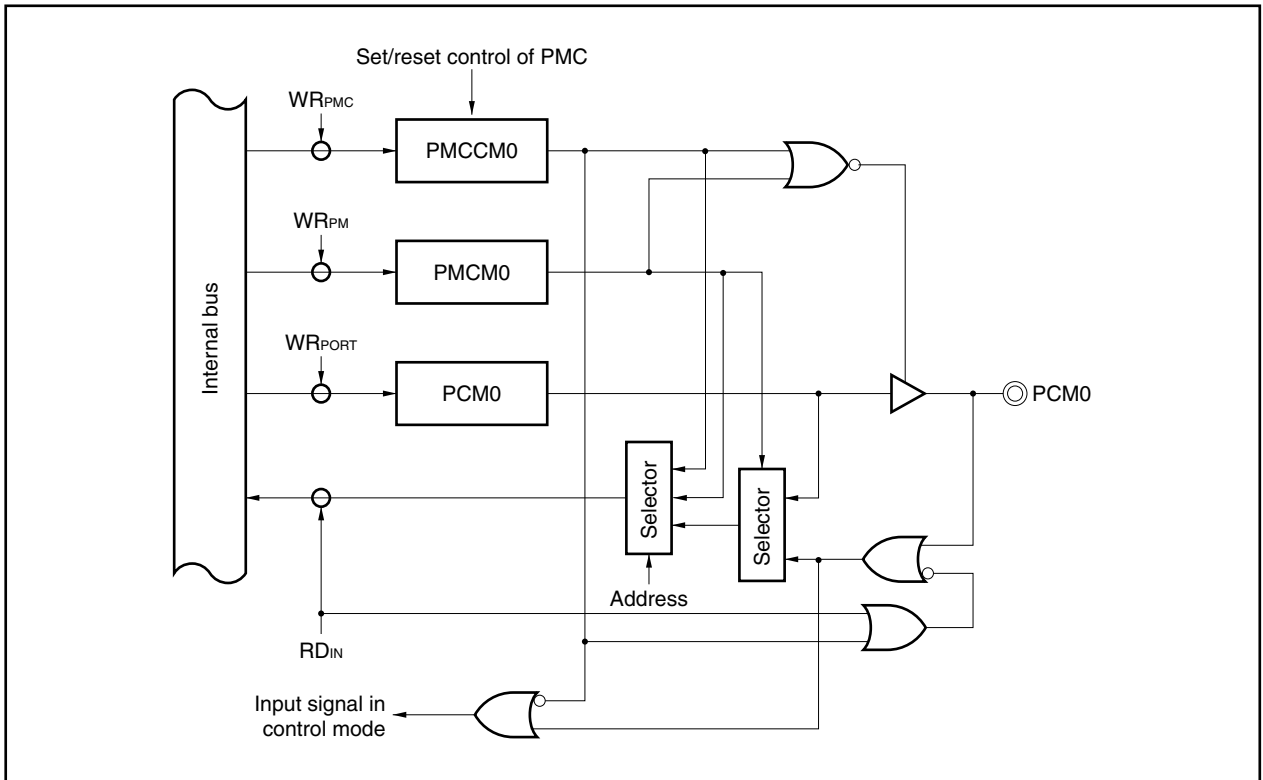 Set/reset control of PMC
WRPMC
PMCCM0
WRPM
PMCM0
Internal bus
WRPORT
PCM0
PCM0
Selector
Selector
Address
RDIN
Input signal in
control mode